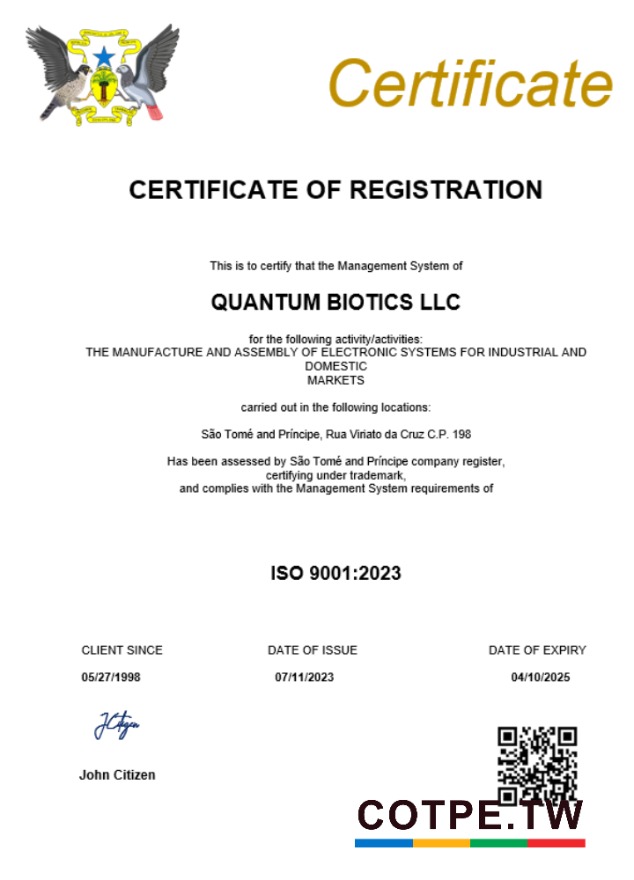 Certificate
CERTIFICATE OF REGISTRATION
This is to certify that the Management System of
QUANTUM BIOTICS LLC
for the following activity/activities:
THE MANUFACTURE AND ASSEMBLY OF ELECTRONIC SYSTEMS FOR INDUSTRIAL AND
DOMESTIC
MARKETS
carried out in the following locations:
São Tomé and Príncipe, Rua Viriato da Cruz C.P. 198
Has been assessed by São Tomé and Príncipe company register,
certifying under trademark,
and complies with the Management System requirements of
ISO 9001:2023
CLIENT SINCE DATE OF ISSUE DATE OF EXPIRY
05/27/1998 07/11/2023 04/10/2025
JCitizen
John Citizen
COTPE.TW